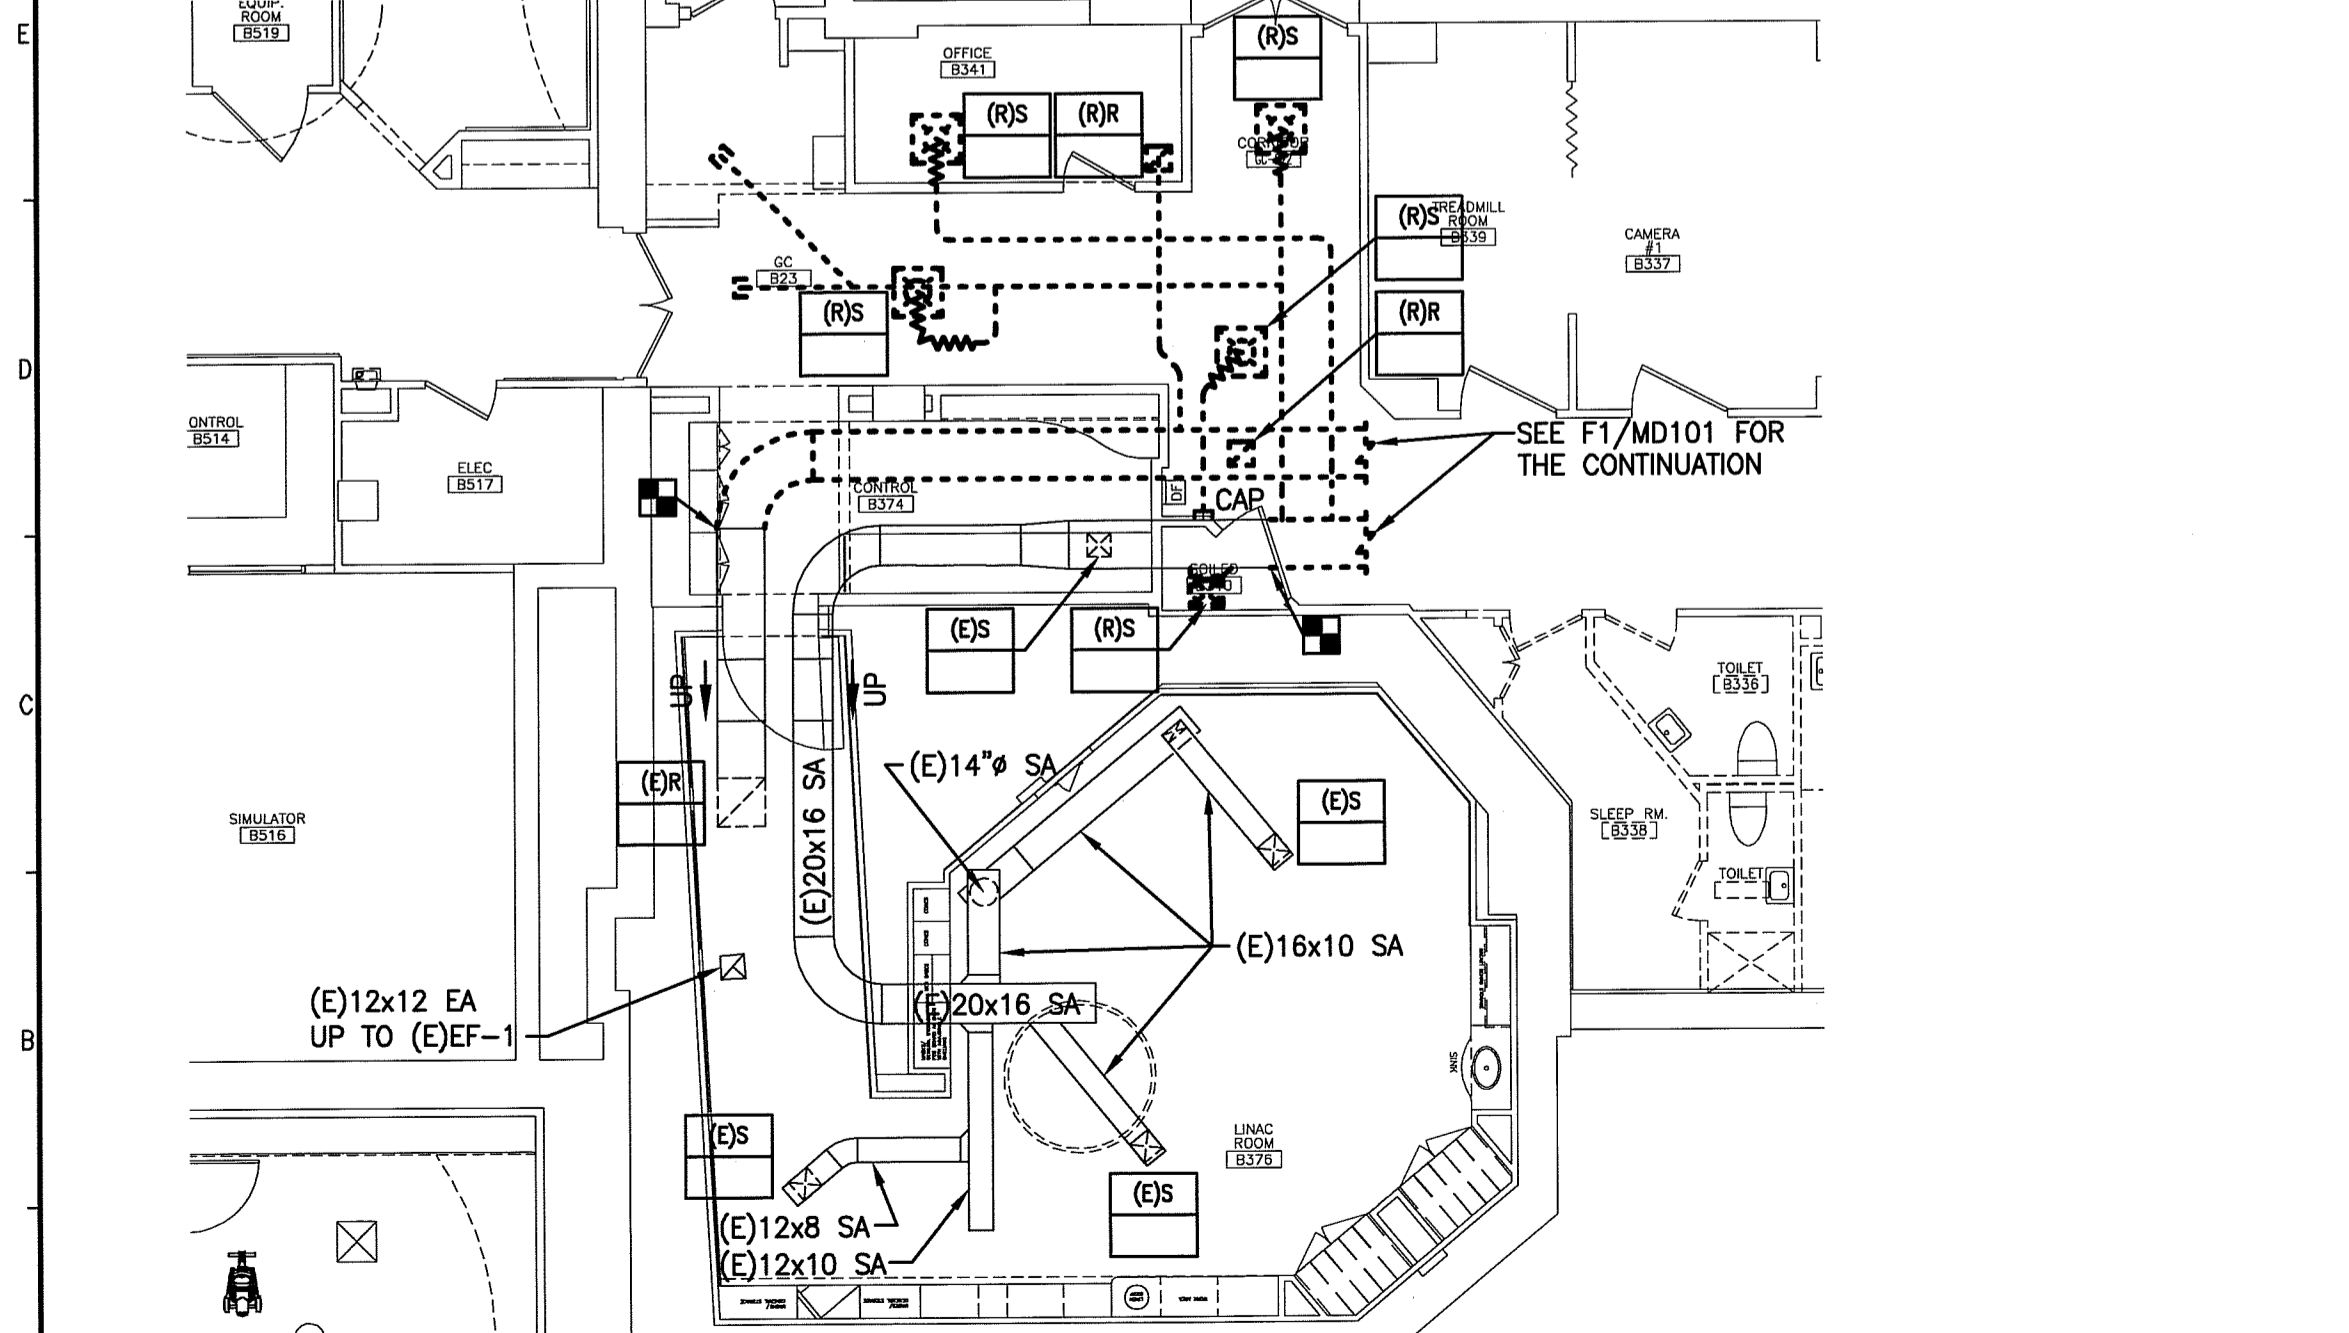 E
EQUIP.
ROOM
B519
OFFICE
B341
(R)S
(R)R
(R)S
CORRIDOR
(R)S
TREADMILL
ROOM
B339
CAMERA
#1
B337
GC
B23
(R)S
(R)R
D
ONTROL
B514
ELEC
B517
CONTROL
B374
DF
CAP
SEE F1/MD101 FOR
THE CONTINUATION
SOILED
(E)S
(R)S
C
UP
UP
TOILET
B336
(E)R
(E)14"ø SA
(E)S
SIMULATOR
B516
(E)20x16 SA
SLEEP RM.
B338
TOILET
(E)16x10 SA
(E)12x12 EA
UP TO (E)EF-1
(E)20x16 SA
B
SINK
(E)S
LINAC
ROOM
B376
(E)S
(E)12x8 SA
(E)12x10 SA